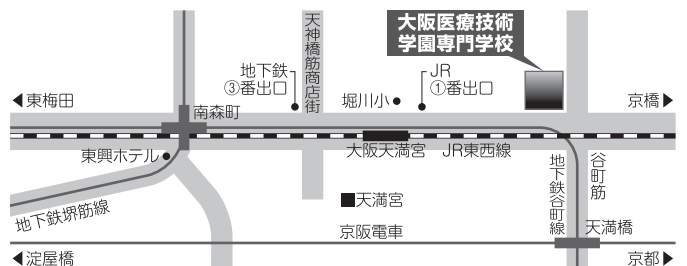 大阪医療技術
学園専門学校
天神橋筋商店街
地下鉄
③番出口
JR
①番出口
堀川小
◀東梅田
京橋▶
南森町
東興ホテル
大阪天満宮
JR東西線
地下鉄谷町線
谷町筋
天満宮
地下鉄堺筋線
京阪電車
天満橋
◀淀屋橋
京都▶